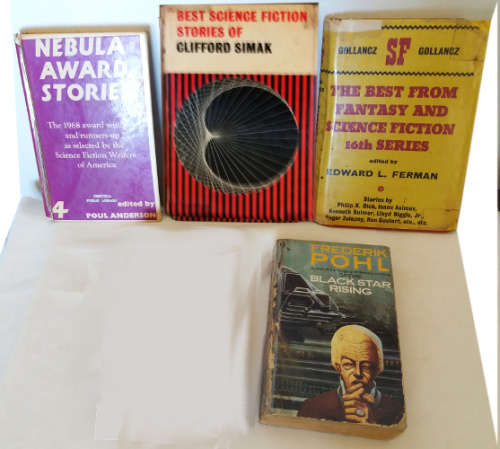 NEBULA
AWARD
STORIES
The 1968 award winners
and runners-up
as selected by the
Science Fiction Writers
of America
4
edited by
POUL ANDERSON
BEST SCIENCE FICTION
STORIES OF
CLIFFORD SIMAK
GOLLANCZ SF GOLLANCZ
THE BEST FROM
FANTASY AND
SCIENCE FICTION
16th SERIES
edited by
EDWARD L. FERMAN
Stories by
Philip K. Dick, Isaac Asimov,
Kenneth Bulmer, Lloyd Biggle, Jr.,
Roger Zelazny, Ron Goulart, etc., etc.
FREDERIK
POHL
BLACK STAR
RISING